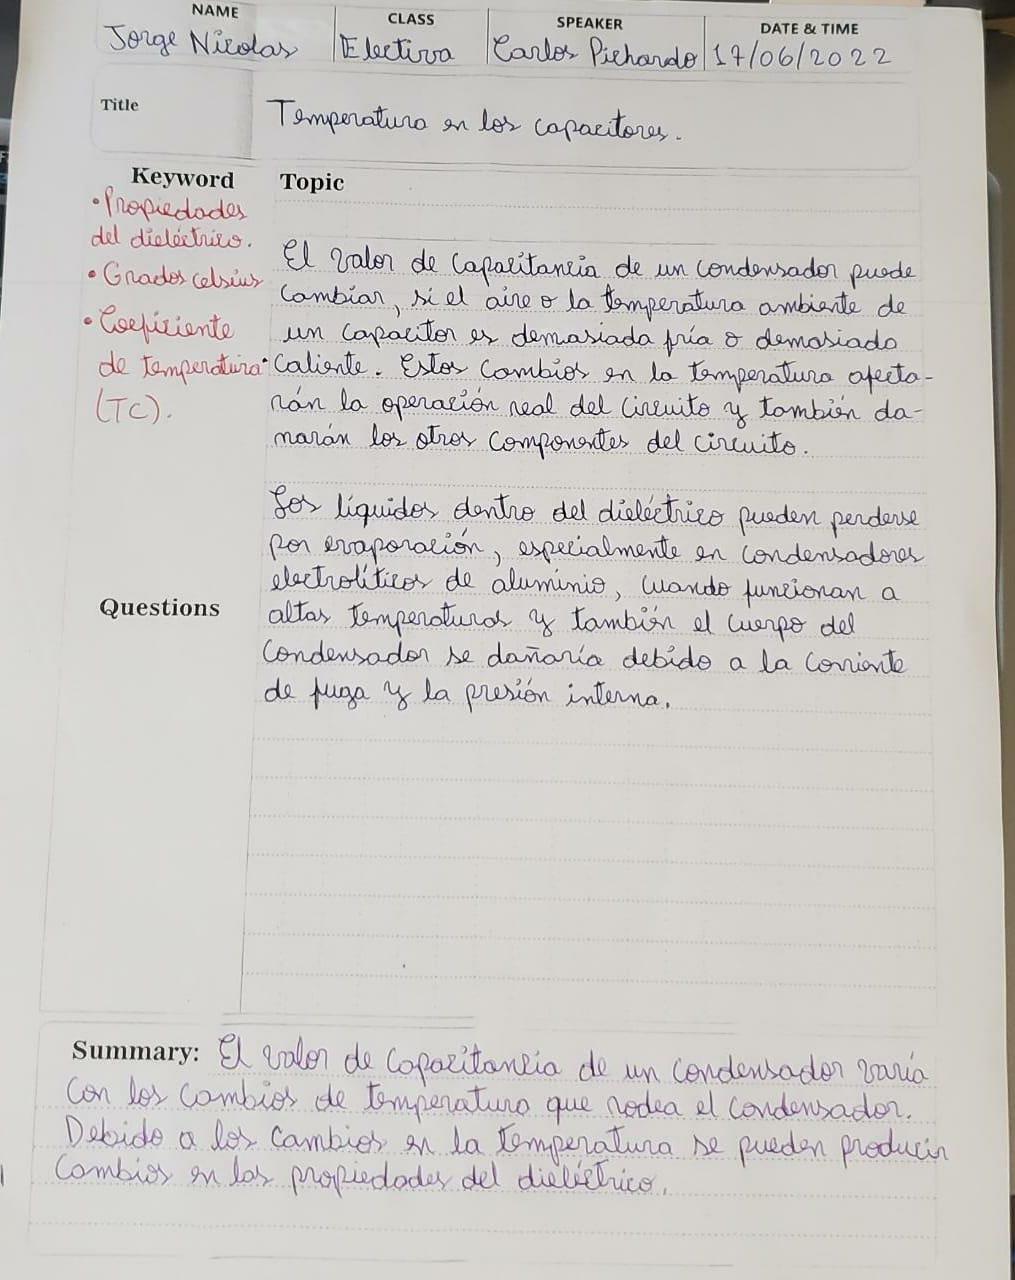 NAME CLASS SPEAKER DATE & TIME
Jorge Nicolas Electiva Carlos Pichardo 17/06/2022
Title
Temperatura en los capacitores.
Keyword
• Propiedades
del dieléctrico.
• Grados celsius
• Coeficiente
de temperatura
(TC).
Topic
El valor de capacitancia de un condensador puede
cambiar, si el aire o la temperatura ambiente de
un capacitor es demasiada fría o demasiado
caliente. Estos cambios en la temperatura afecta-
rán la operación real del circuito y también da-
narán los otros componentes del circuito.
Los líquidos dentro del dieléctrico pueden perderse
por evaporación, especialmente en condensadores
electrolíticos de aluminio, cuando funcionan a
altas temperaturas y también el cuerpo del
condensador se dañaría debido a la corriente
de fuga y la presión interna.
Questions
Summary: El valor de capacitancia de un condensador varía
con los cambios de temperatura que rodea el condensador.
Debido a los cambios en la temperatura se pueden producir
cambios en las propiedades del dieléctrico.